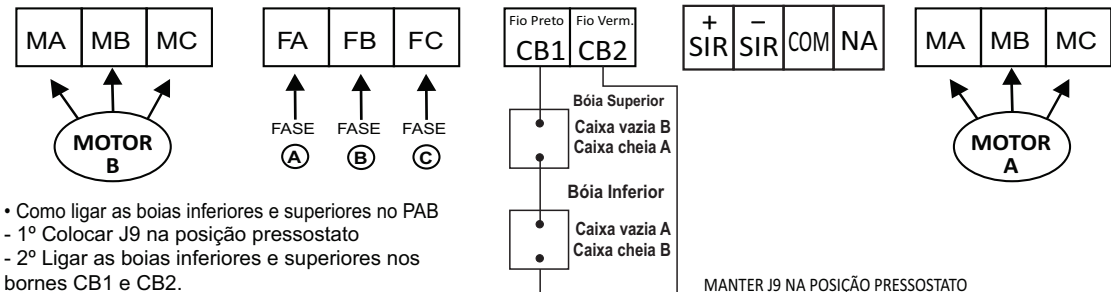 MA MB MC
MOTOR
B
FA FB FC
FASE FASE FASE
A B C
Fio Preto Fio Verm.
CB1 CB2
Bóia Superior
Caixa vazia B
Caixa cheia A
Bóia Inferior
Caixa vazia A
Caixa cheia B
+ −
SIR SIR COM NA
MA MB MC
MOTOR
A
• Como ligar as boias inferiores e superiores no PAB
- 1º Colocar J9 na posição pressostato
- 2º Ligar as boias inferiores e superiores nos
bornes CB1 e CB2.
MANTER J9 NA POSIÇÃO PRESSOSTATO